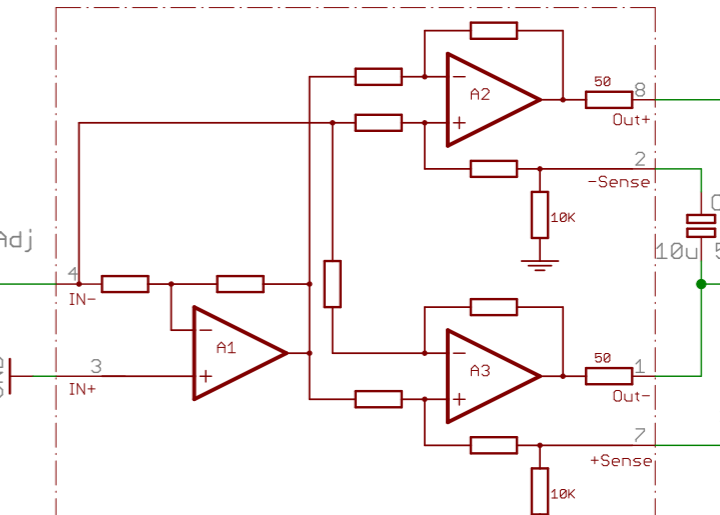 A2
50
8
Out+
2
-Sense
10K
Adj
10u
4
IN-
A1
3
IN+
A3
50
1
Out-
7
+Sense
10K